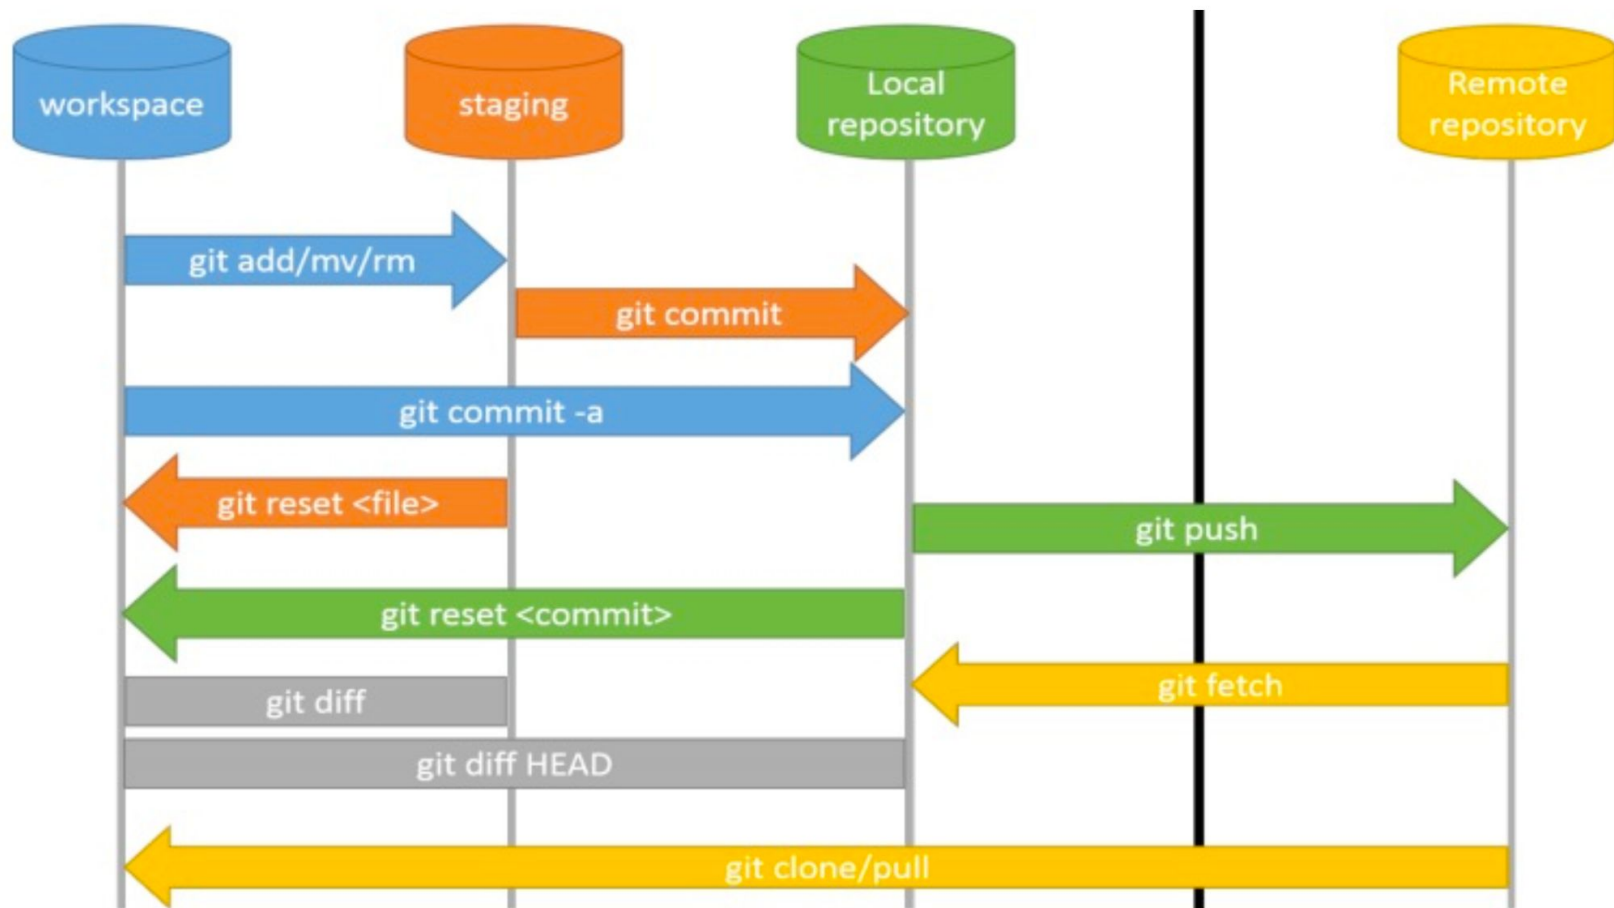 workspace
staging
Local
repository
Remote
repository
git add/mv/rm
git commit
git commit -a
git reset <file>
git push
git reset <commit>
git fetch
git diff
git diff HEAD
git clone/pull